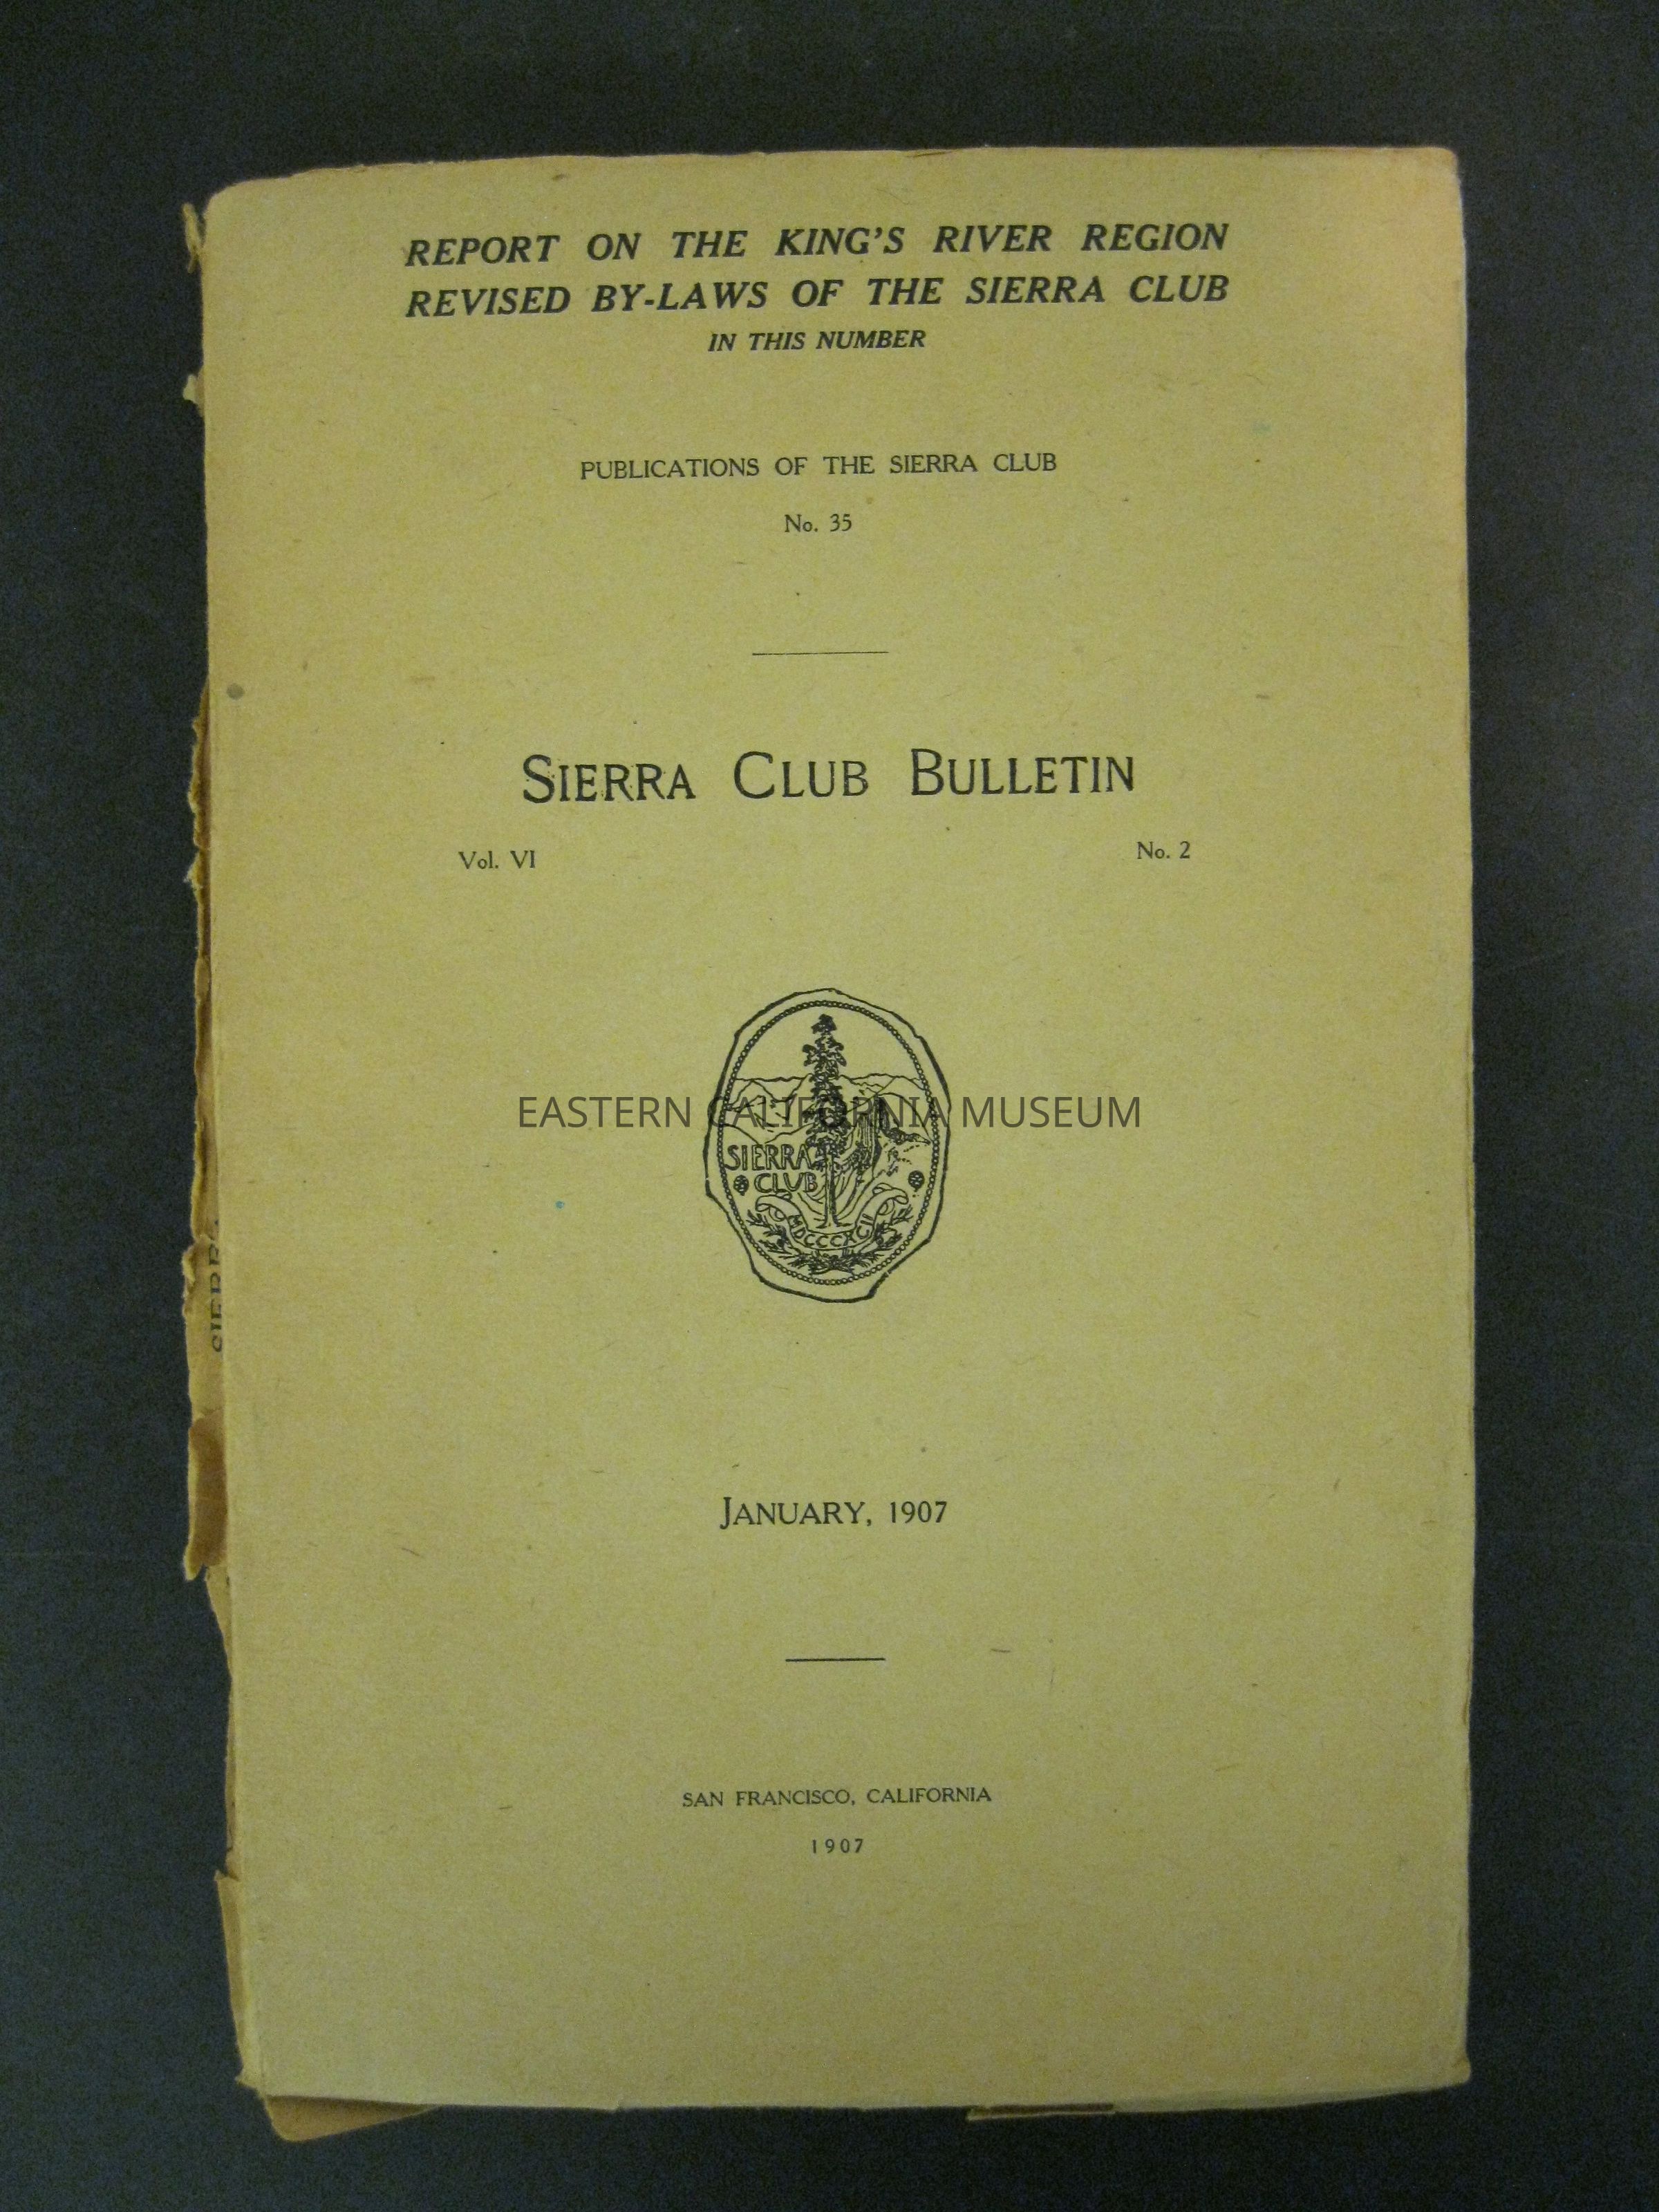 REPORT ON THE KING'S RIVER REGION
REVISED BY-LAWS OF THE SIERRA CLUB
IN THIS NUMBER
PUBLICATIONS OF THE SIERRA CLUB
No. 35
SIERRA CLUB BULLETIN
Vol. VI No. 2
EASTERN CALIFORNIA MUSEUM
SIERRA
CLUB
MDCCCXCII
JANUARY, 1907
SAN FRANCISCO, CALIFORNIA
1907